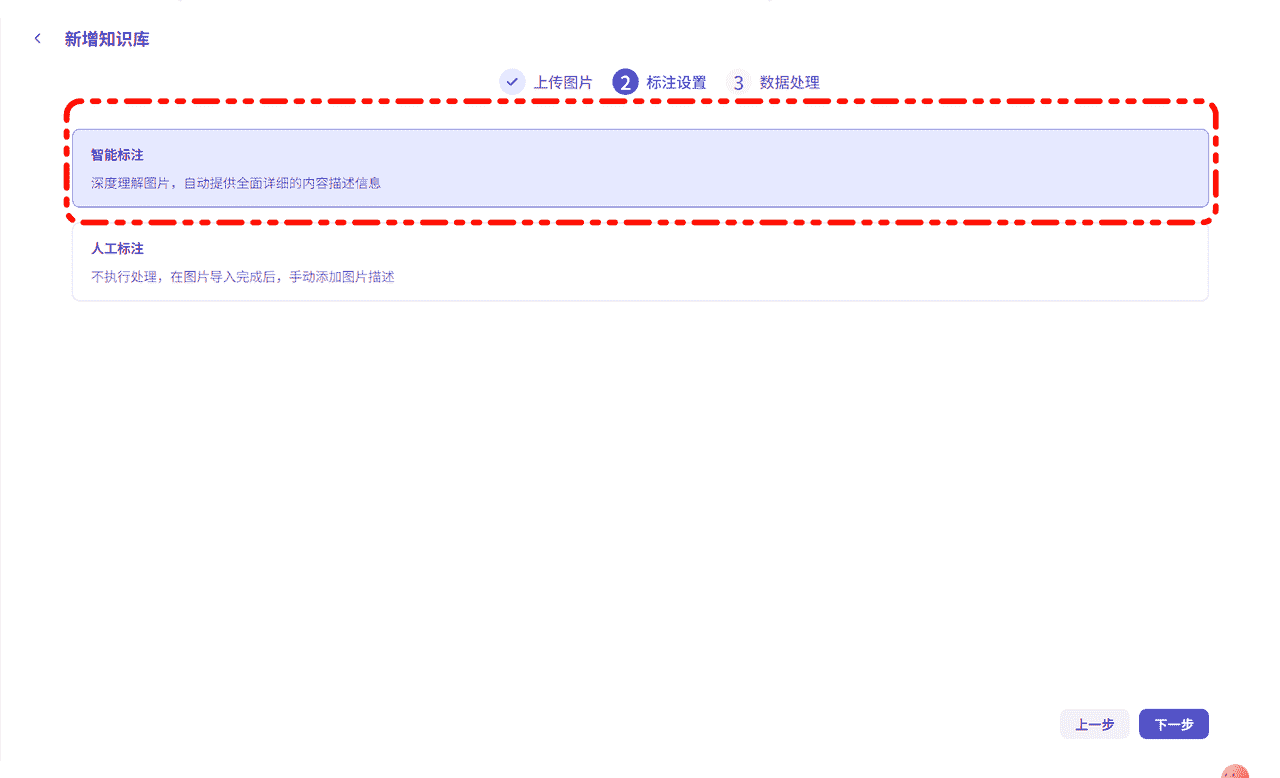 新增知识库
上传图片 2 标注设置 3 数据处理
智能标注
深度理解图片，自动提供全面详细的内容描述信息
人工标注
不执行处理，在图片导入完成后，手动添加图片描述
上一步 下一步